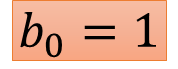 b₀ = 1